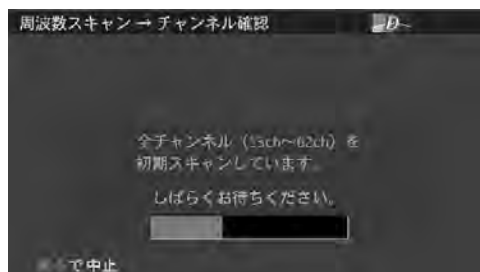 周波数スキャン → チャンネル確認
全チャンネル（13ch～62ch）を
初期スキャンしています。
しばらくお待ちください。
で中止